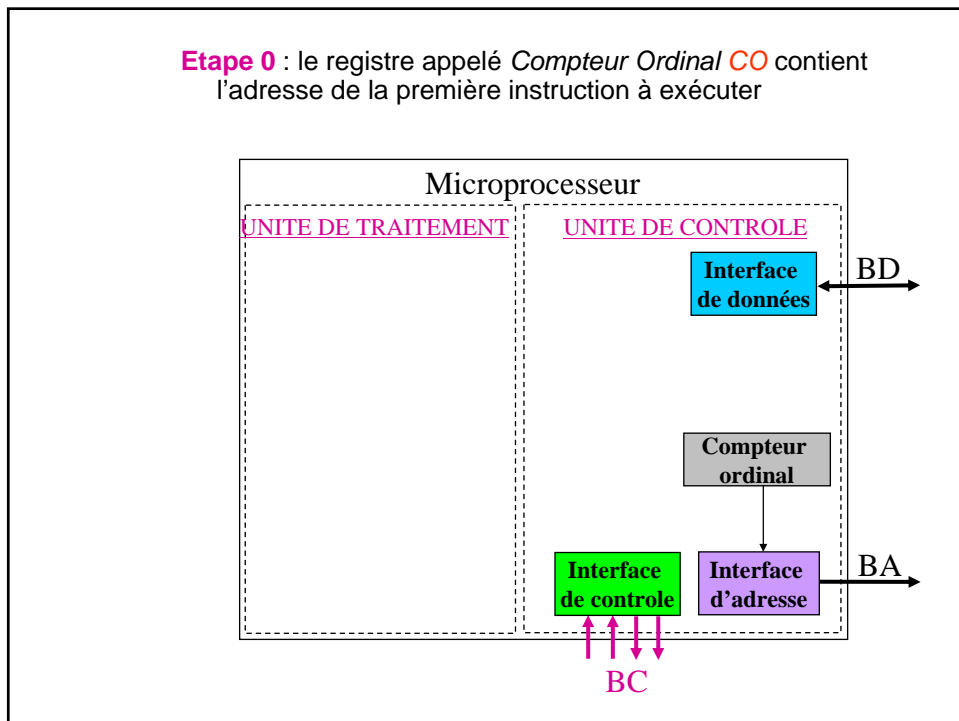 Etape 0 : le registre appelé Compteur Ordinal CO contient
l’adresse de la première instruction à exécuter
Microprocesseur
UNITE DE TRAITEMENT
UNITE DE CONTROLE
Interface
de données
BD
Compteur
ordinal
Interface
de controle
Interface
d’adresse
BA
BC